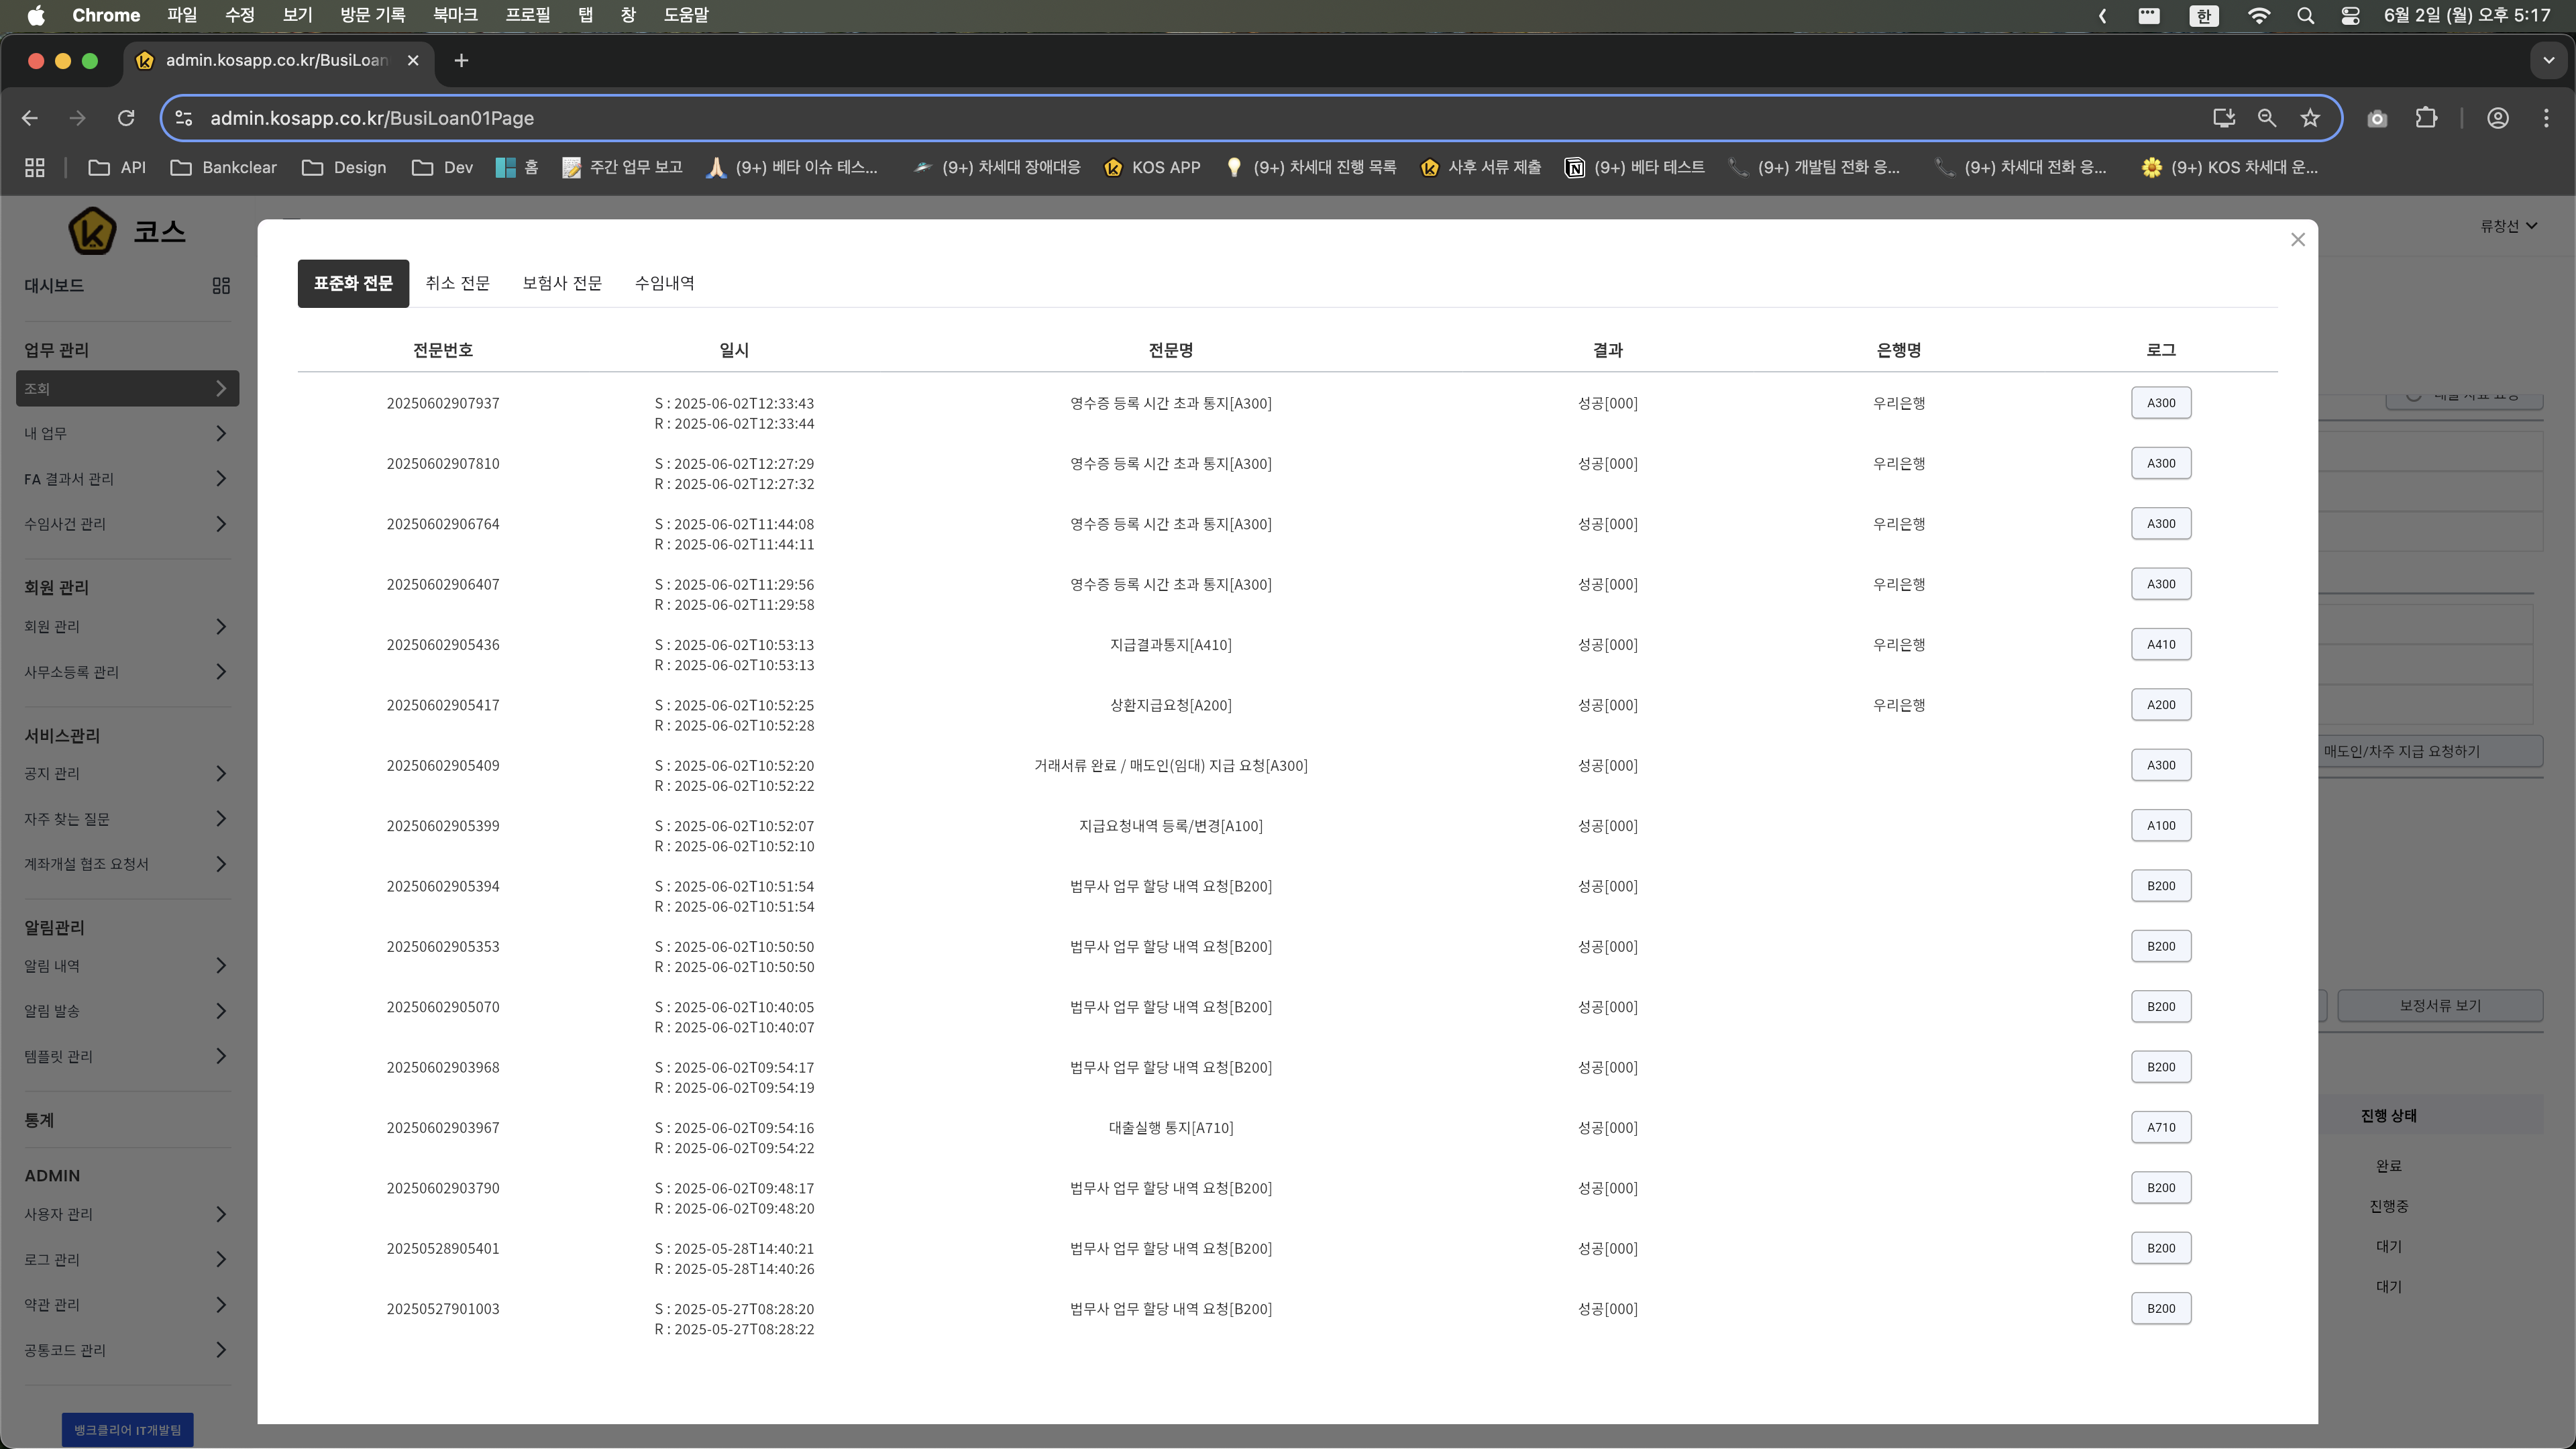 Chrome 파일 수정 보기 방문 기록 북마크 프로필 탭 창 도움말 한 6월 2일 (월) 오후 5:17
admin.kosapp.co.kr/BusiLoan
admin.kosapp.co.kr/BusiLoan01Page
API Bankclear Design Dev 홈 주간 업무 보고 (9+) 베타 이슈 테스... (9+) 차세대 장애대응 KOS APP (9+) 차세대 진행 목록 사후 서류 제출 (9+) 베타 테스트 (9+) 개발팀 전화 응... (9+) 차세대 전화 응... (9+) KOS 차세대 운...
코스
류창선
대시보드
업무 관리
조회
내 업무
FA 결과서 관리
수임사건 관리
회원 관리
회원 관리
사무소등록 관리
서비스관리
공지 관리
자주 찾는 질문
계좌개설 협조 요청서
알림관리
알림 내역
알림 발송
템플릿 관리
통계
ADMIN
사용자 관리
로그 관리
약관 관리
공통코드 관리
뱅크클리어 IT개발팀
표준화 전문 취소 전문 보험사 전문 수임내역
전문번호 일시 전문명 결과 은행명 로그
20250602907937 S : 2025-06-02T12:33:43 영수증 등록 시간 초과 통지[A300] 성공[000] 우리은행 A300
R : 2025-06-02T12:33:44
20250602907810 S : 2025-06-02T12:27:29 영수증 등록 시간 초과 통지[A300] 성공[000] 우리은행 A300
R : 2025-06-02T12:27:32
20250602906764 S : 2025-06-02T11:44:08 영수증 등록 시간 초과 통지[A300] 성공[000] 우리은행 A300
R : 2025-06-02T11:44:11
20250602906407 S : 2025-06-02T11:29:56 영수증 등록 시간 초과 통지[A300] 성공[000] 우리은행 A300
R : 2025-06-02T11:29:58
20250602905436 S : 2025-06-02T10:53:13 지급결과통지[A410] 성공[000] 우리은행 A410
R : 2025-06-02T10:53:13
20250602905417 S : 2025-06-02T10:52:25 상환지급요청[A200] 성공[000] 우리은행 A200
R : 2025-06-02T10:52:28
20250602905409 S : 2025-06-02T10:52:20 거래서류 완료 / 매도인(임대) 지급 요청[A300] 성공[000] A300
R : 2025-06-02T10:52:22
20250602905399 S : 2025-06-02T10:52:07 지급요청내역 등록/변경[A100] 성공[000] A100
R : 2025-06-02T10:52:10
20250602905394 S : 2025-06-02T10:51:54 법무사 업무 할당 내역 요청[B200] 성공[000] B200
R : 2025-06-02T10:51:54
20250602905353 S : 2025-06-02T10:50:50 법무사 업무 할당 내역 요청[B200] 성공[000] B200
R : 2025-06-02T10:50:50
20250602905070 S : 2025-06-02T10:40:05 법무사 업무 할당 내역 요청[B200] 성공[000] B200
R : 2025-06-02T10:40:07
20250602903968 S : 2025-06-02T09:54:17 법무사 업무 할당 내역 요청[B200] 성공[000] B200
R : 2025-06-02T09:54:19
20250602903967 S : 2025-06-02T09:54:16 대출실행 통지[A710] 성공[000] A710
R : 2025-06-02T09:54:22
20250602903790 S : 2025-06-02T09:48:17 법무사 업무 할당 내역 요청[B200] 성공[000] B200
R : 2025-06-02T09:48:20
20250528905401 S : 2025-05-28T14:40:21 법무사 업무 할당 내역 요청[B200] 성공[000] B200
R : 2025-05-28T14:40:26
20250527901003 S : 2025-05-27T08:28:20 법무사 업무 할당 내역 요청[B200] 성공[000] B200
R : 2025-05-27T08:28:22
매도인/차주 지급 요청하기
보정서류 보기
진행 상태
완료
진행중
대기
대기